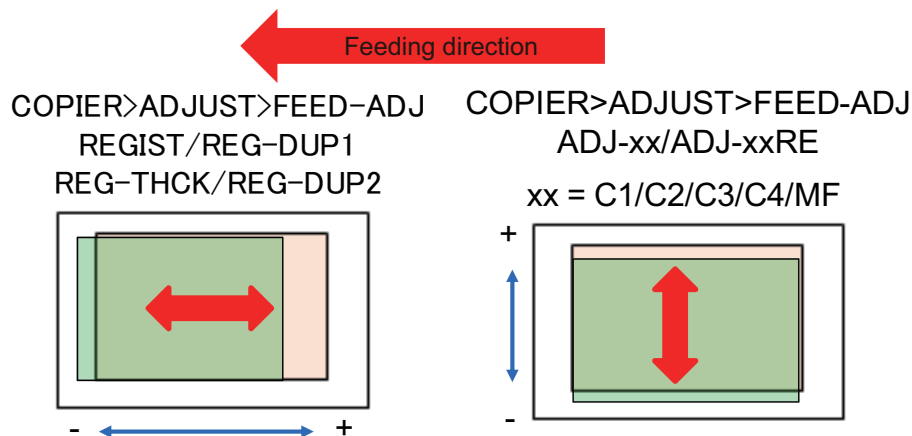 Feeding direction
COPIER>ADJUST>FEED-ADJ
REGIST/REG-DUP1
REG-THCK/REG-DUP2
- +
COPIER>ADJUST>FEED-ADJ
ADJ-xx/ADJ-xxRE
xx = C1/C2/C3/C4/MF
+
-